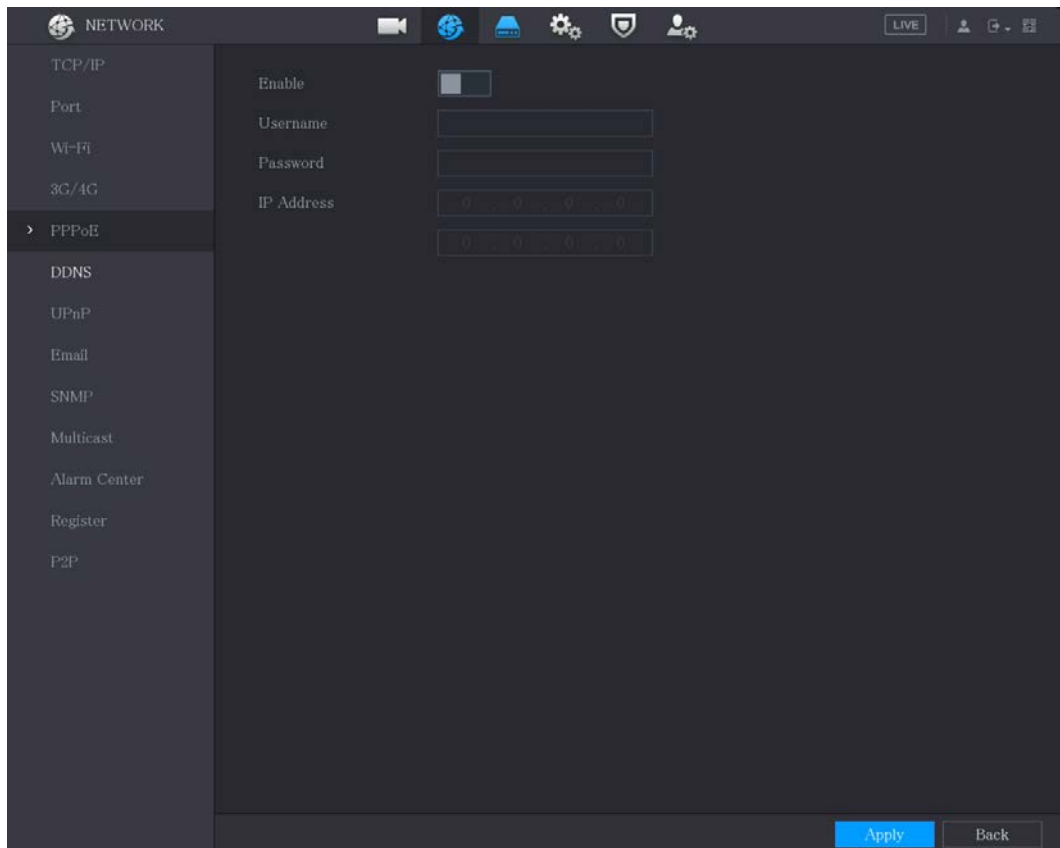 NETWORK
LIVE
TCP/IP
Port
Wi-Fi
3G/4G
PPPoE
DDNS
UPnP
Email
SNMP
Multicast
Alarm Center
Register
P2P
Enable
Username
Password
IP Address
0 . 0 . 0 . 0
0 . 0 . 0 . 0
Apply
Back